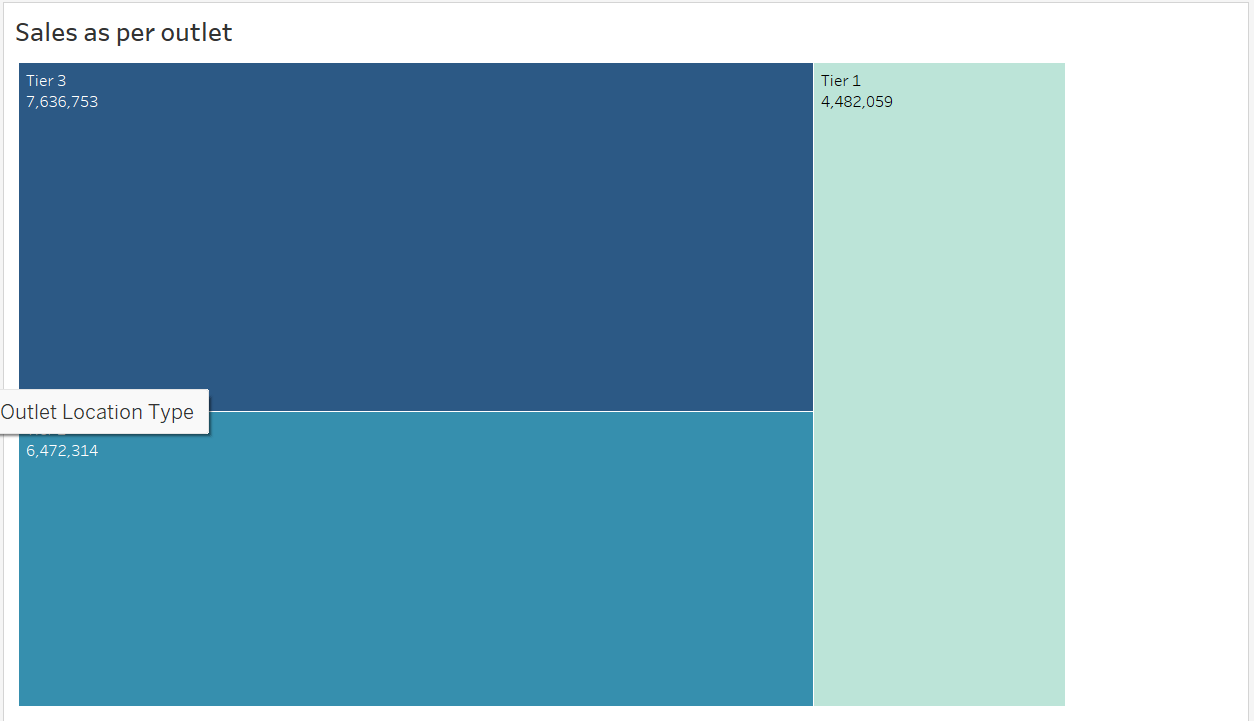 Sales as per outlet
Tier 3
7,636,753
Tier 1
4,482,059
Outlet Location Type
6,472,314